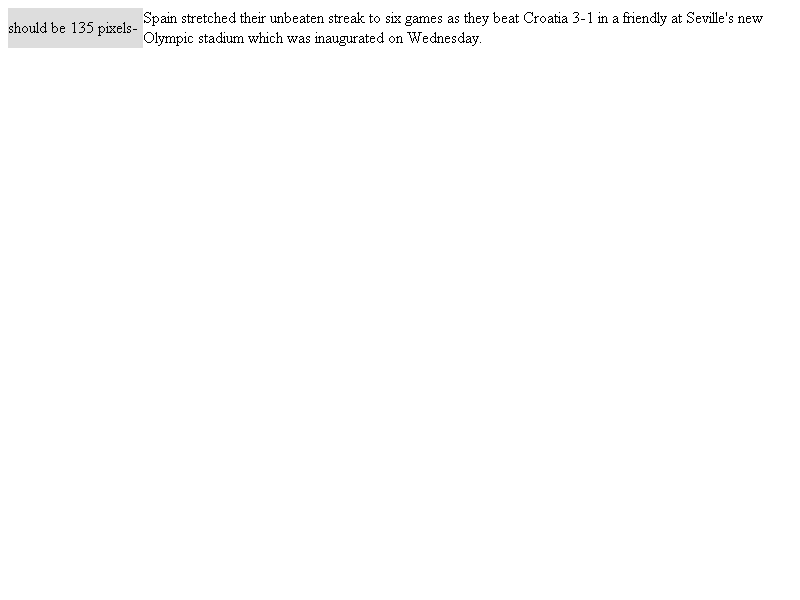 should be 135 pixels-
Spain stretched their unbeaten streak to six games as they beat Croatia 3-1 in a friendly at Seville's new
Olympic stadium which was inaugurated on Wednesday.